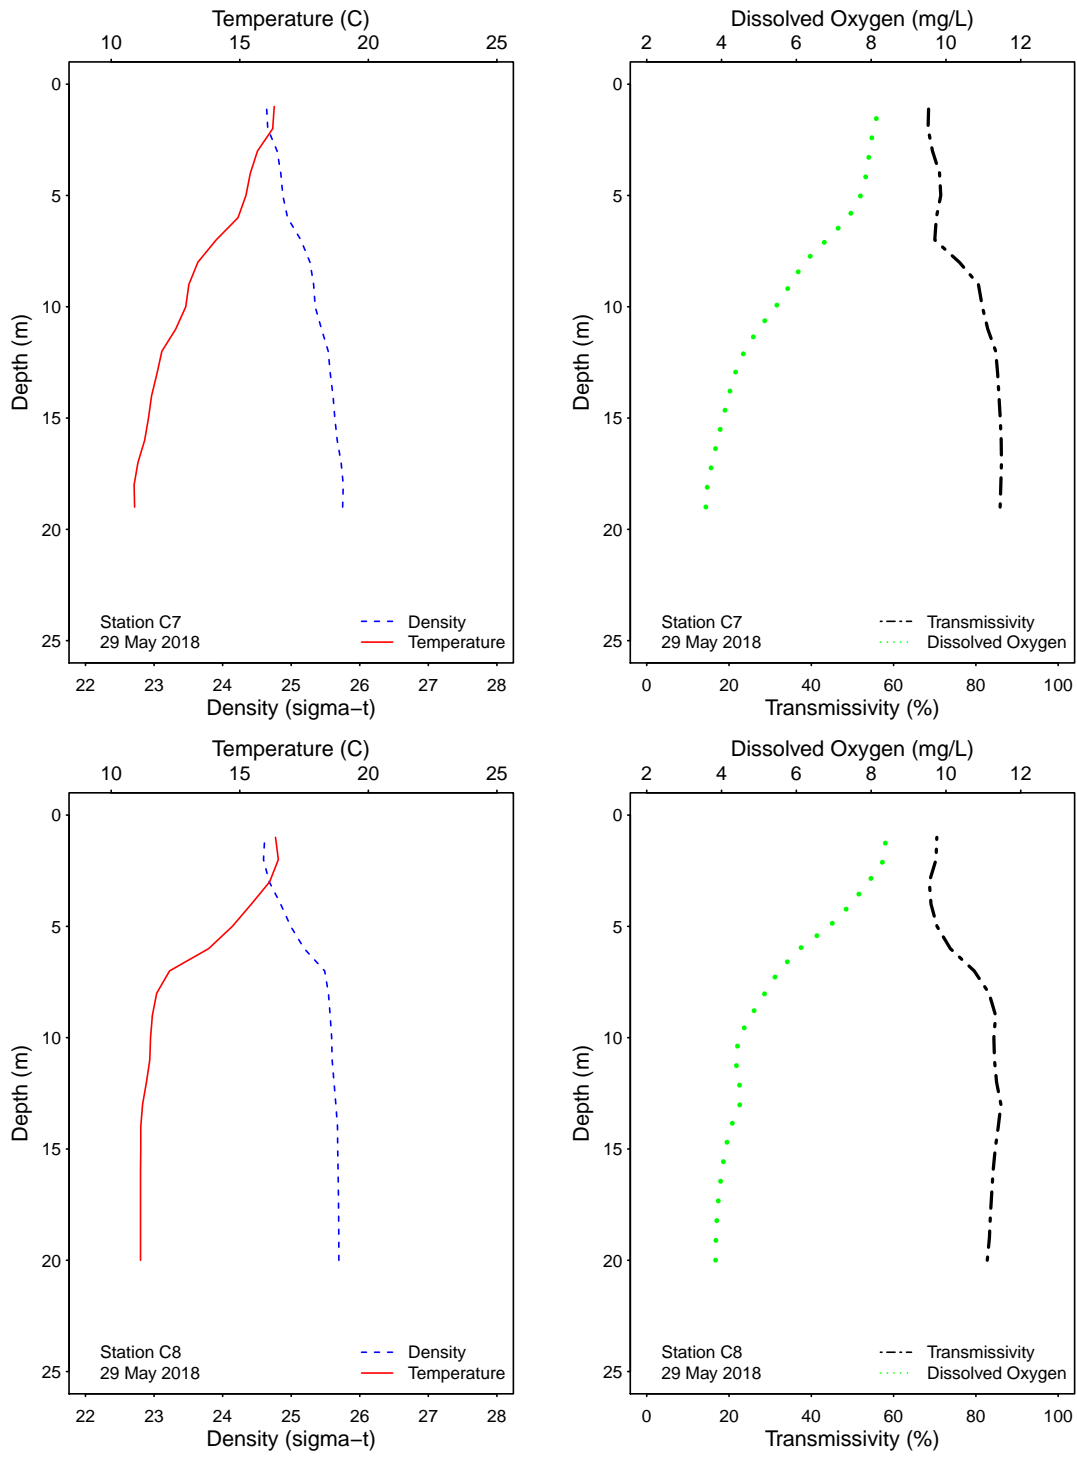 Temperature (C)
10 15 20 25
0
5
10
15
20
25
Depth (m)
Station C7
29 May 2018
Density
Temperature
22 23 24 25 26 27 28
Density (sigma−t)
Dissolved Oxygen (mg/L)
2 4 6 8 10 12
0
5
10
15
20
25
Depth (m)
Station C7
29 May 2018
Transmissivity
Dissolved Oxygen
0 20 40 60 80 100
Transmissivity (%)
Temperature (C)
10 15 20 25
0
5
10
15
20
25
Depth (m)
Station C8
29 May 2018
Density
Temperature
22 23 24 25 26 27 28
Density (sigma−t)
Dissolved Oxygen (mg/L)
2 4 6 8 10 12
0
5
10
15
20
25
Depth (m)
Station C8
29 May 2018
Transmissivity
Dissolved Oxygen
0 20 40 60 80 100
Transmissivity (%)